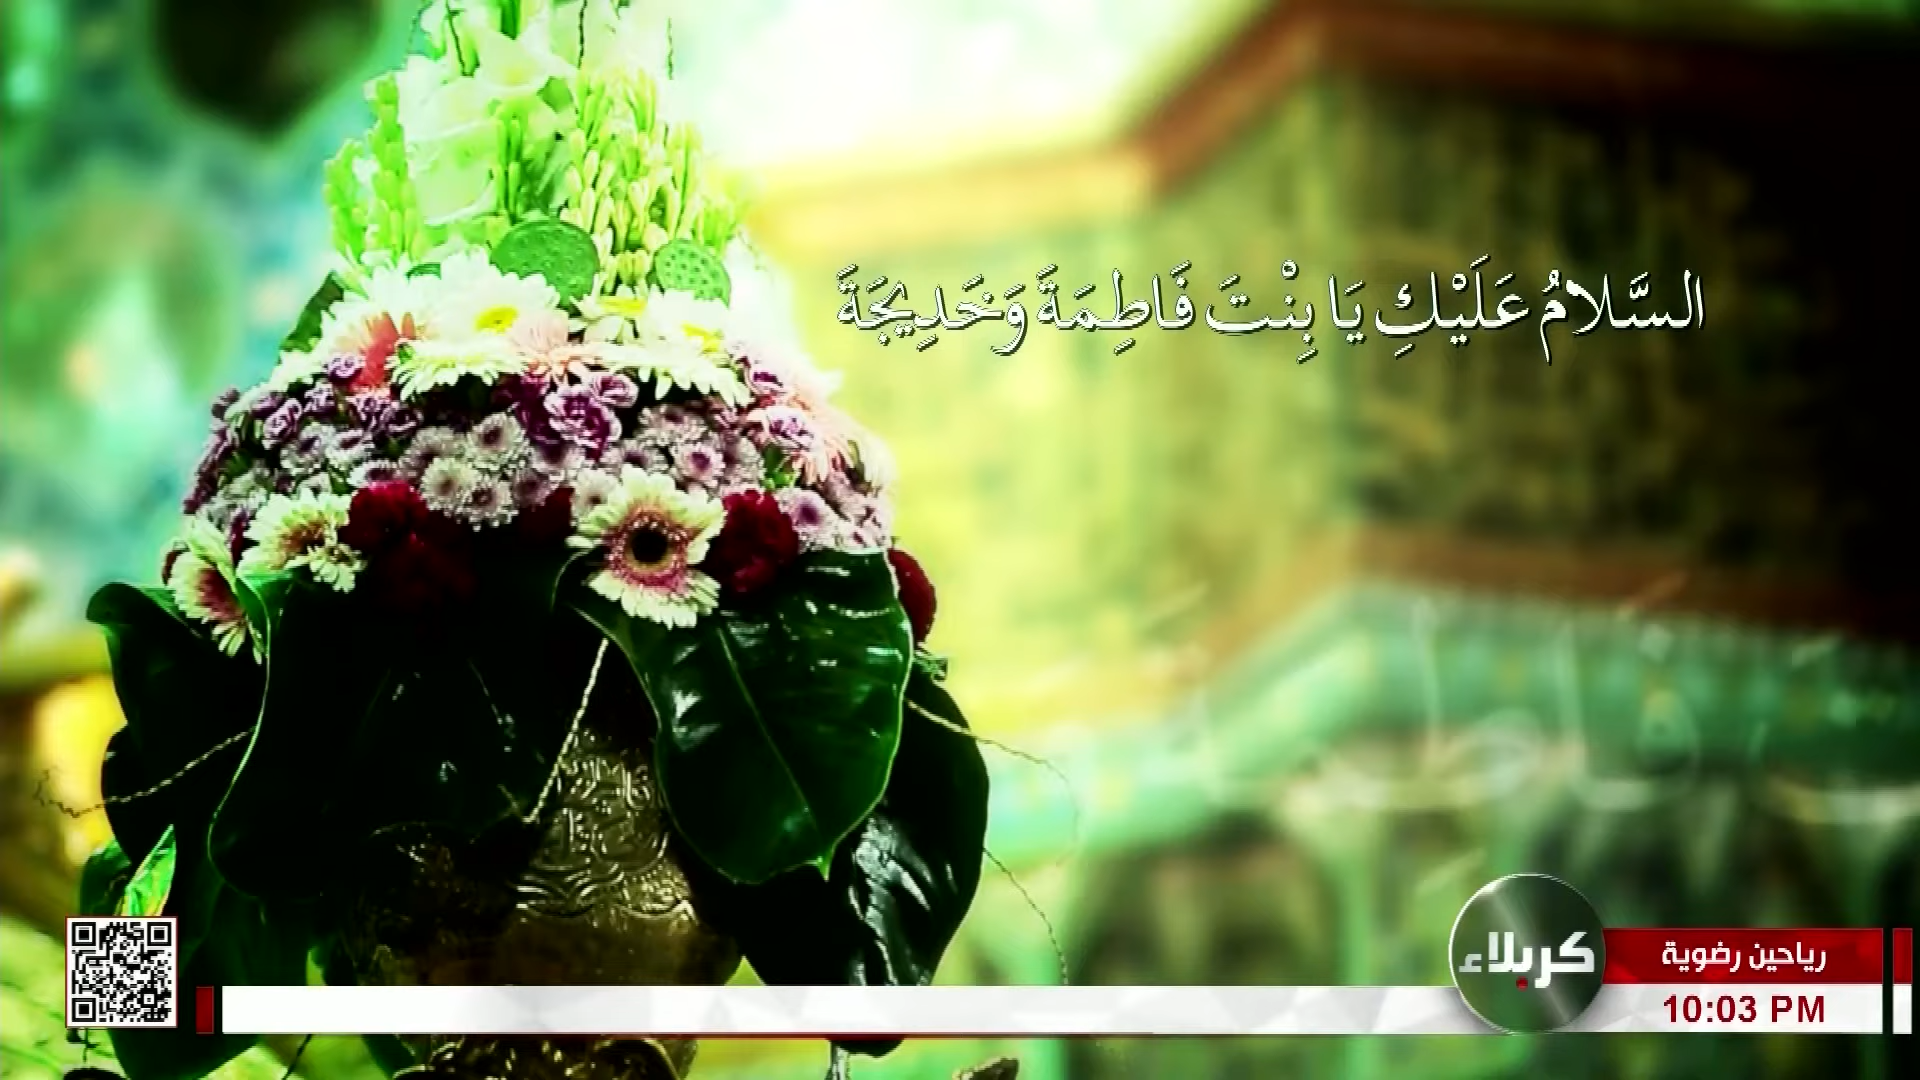 السَّلامُ عَلَيْكِ يَا بِنْتَ فَاطِمَةَ وَخَدِيجَةَ
كربلاء
رياحين رضوية
10:03 PM